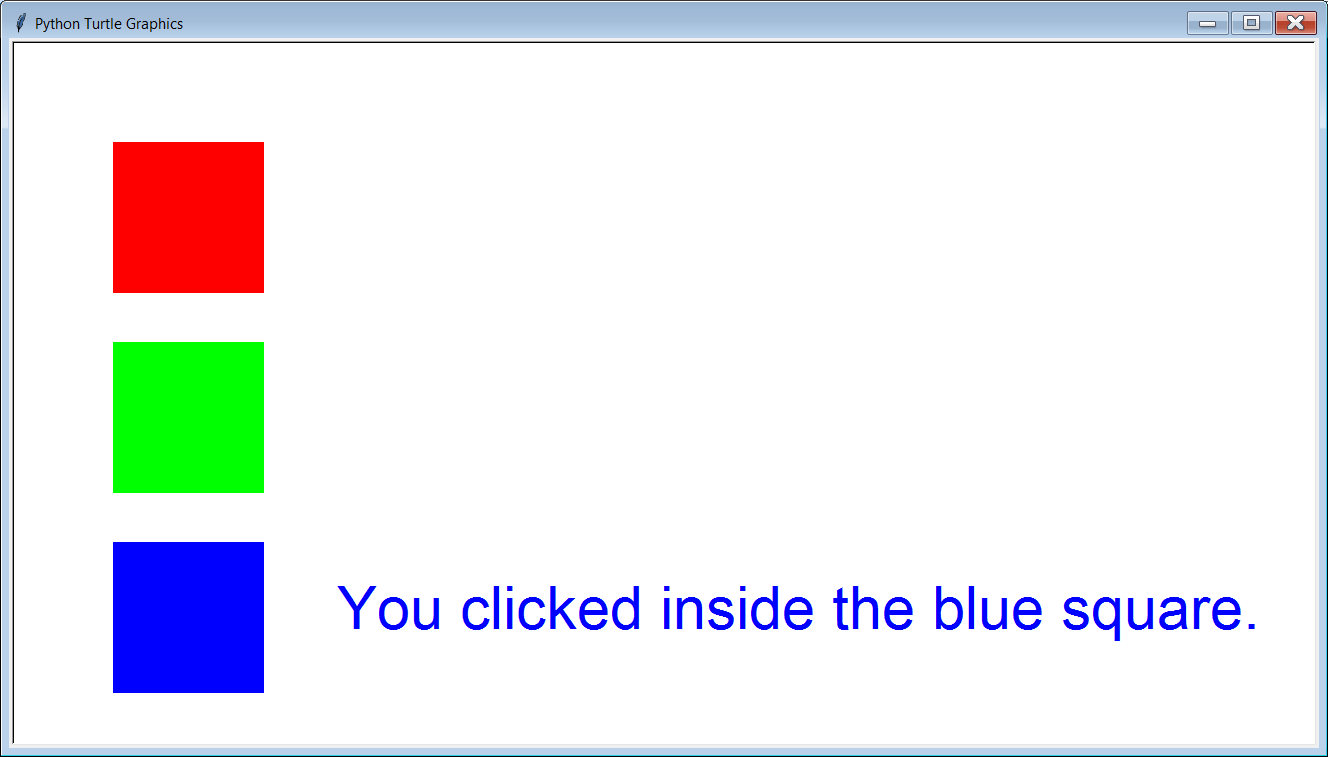 Python Turtle Graphics
You clicked inside the blue square.